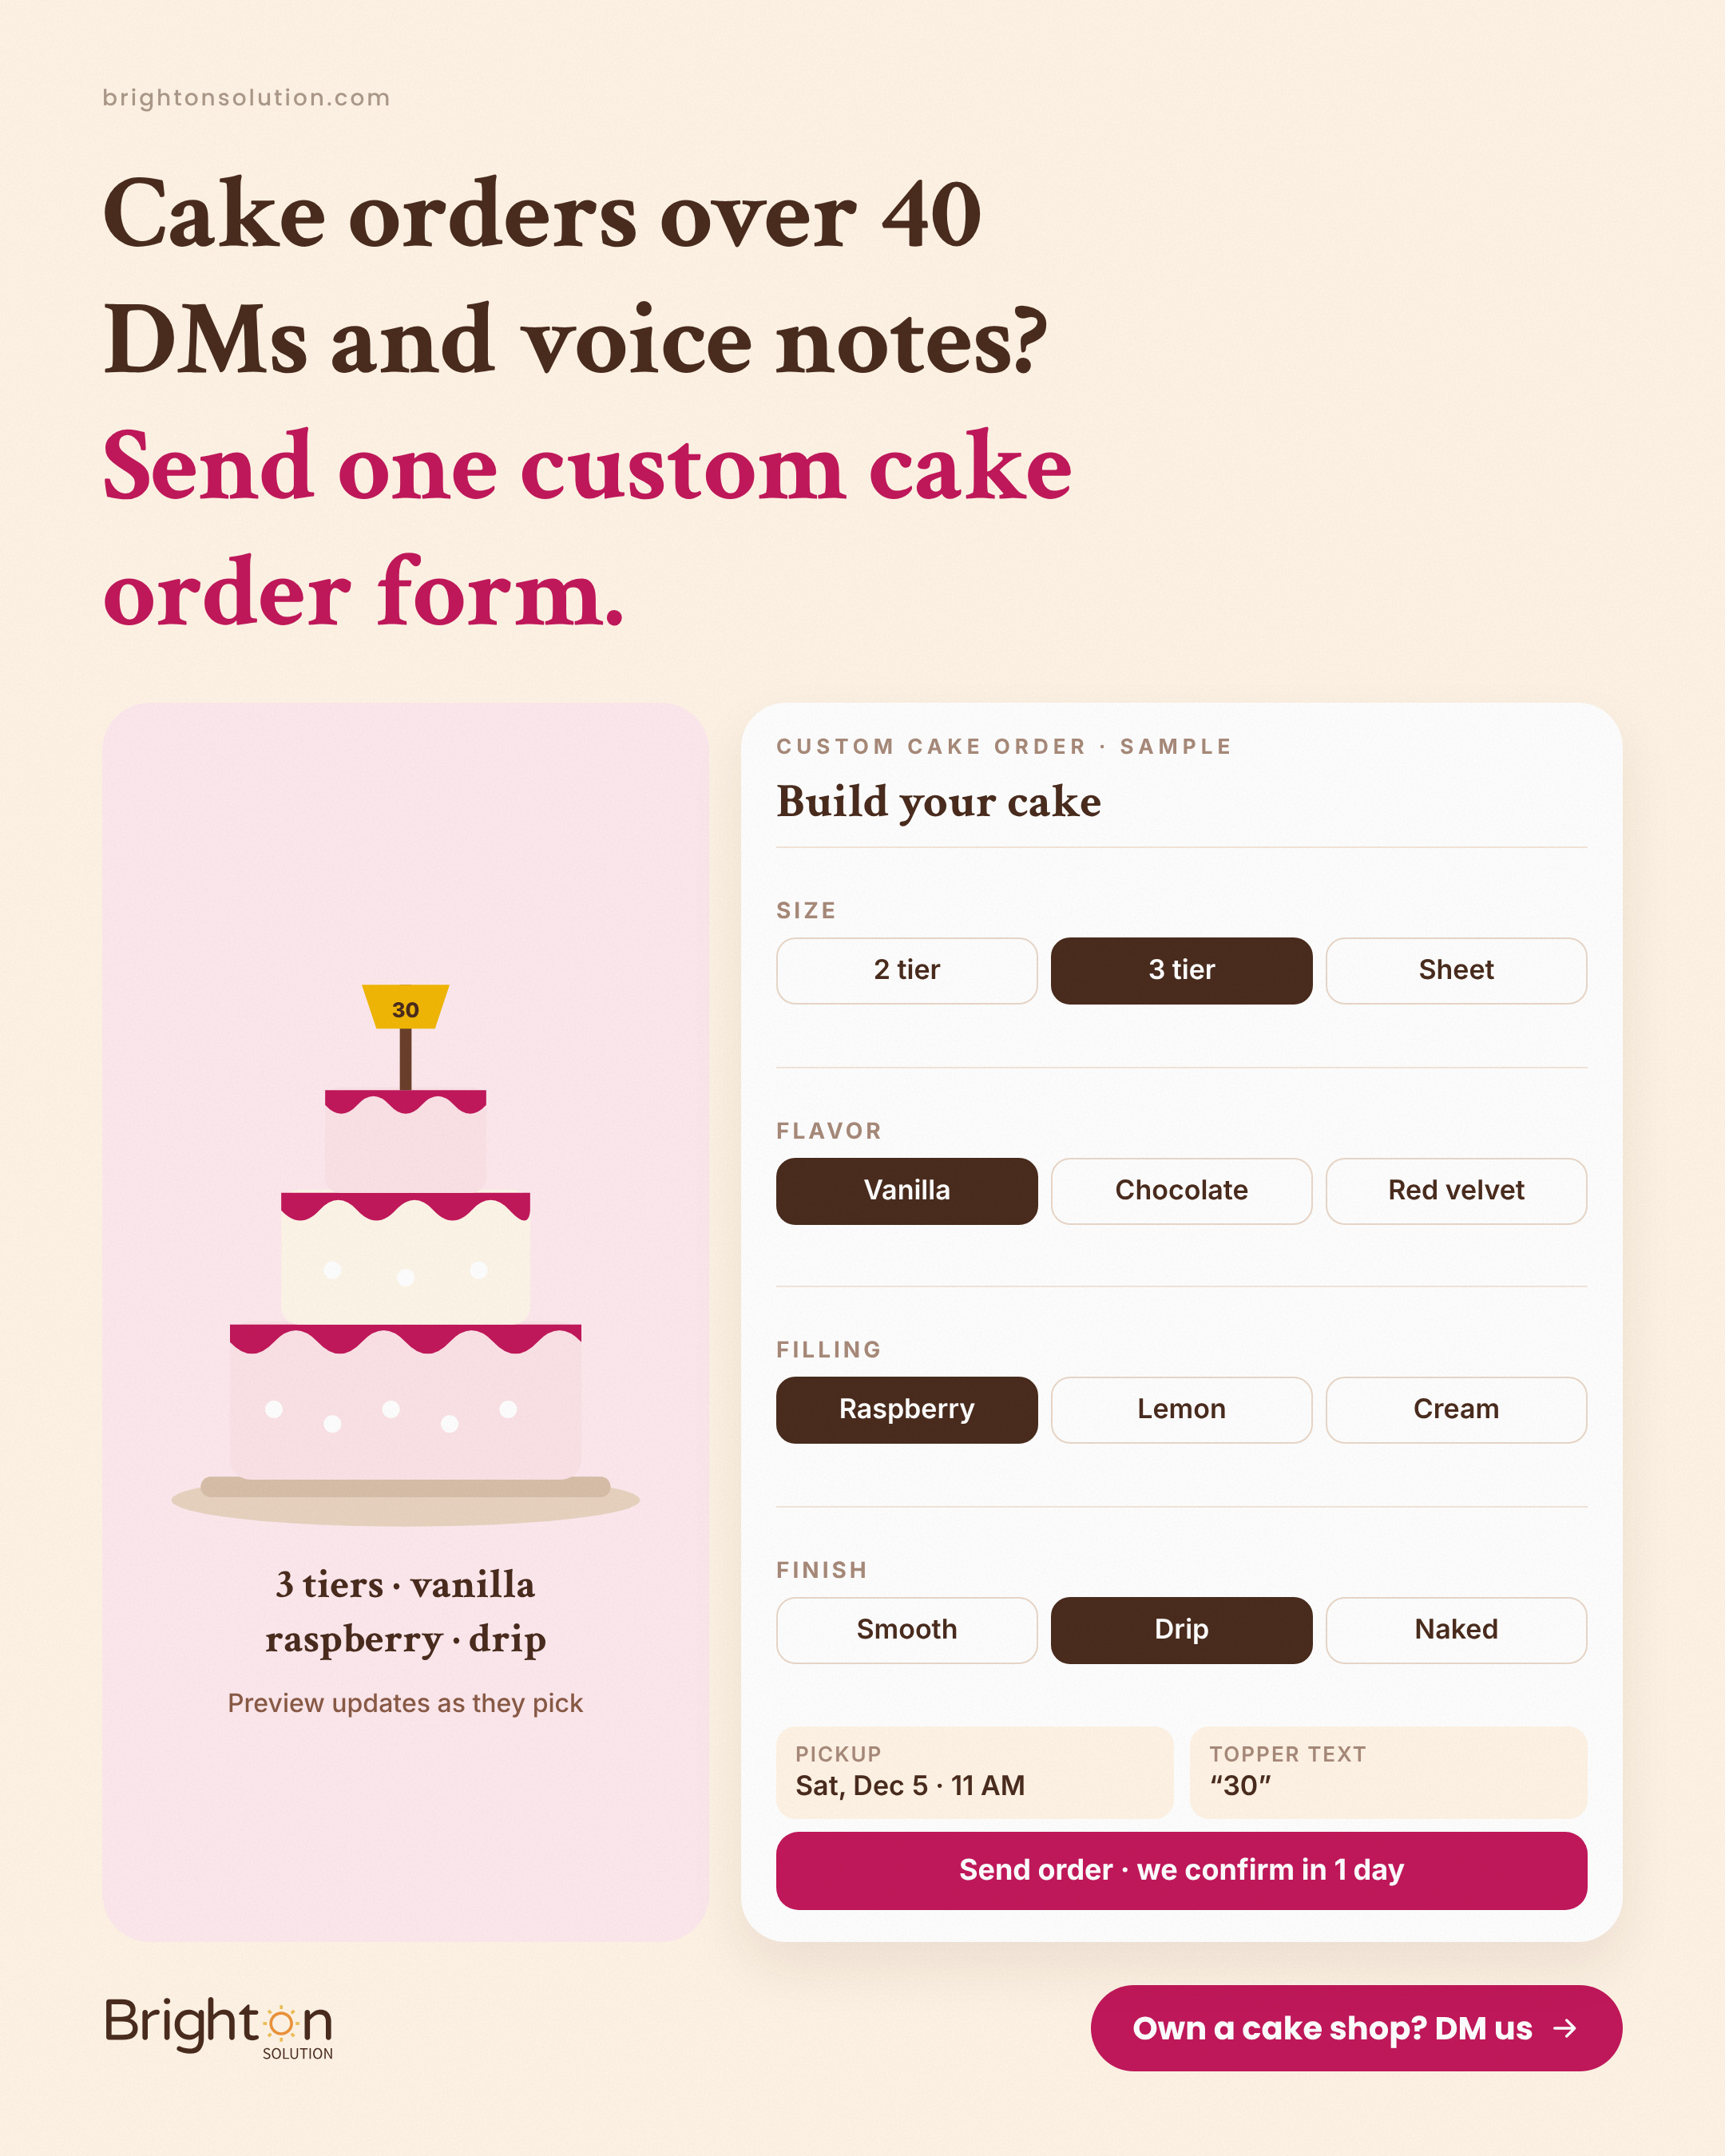 brightonsolution.com
Cake orders over 40
DMs and voice notes?
Send one custom cake
order form.
30
3 tiers · vanilla
raspberry · drip
Preview updates as they pick
CUSTOM CAKE ORDER · SAMPLE
Build your cake
SIZE
2 tier 3 tier Sheet
FLAVOR
Vanilla Chocolate Red velvet
FILLING
Raspberry Lemon Cream
FINISH
Smooth Drip Naked
PICKUP
Sat, Dec 5 · 11 AM
TOPPER TEXT
“30”
Send order · we confirm in 1 day
Brighton
SOLUTION
Own a cake shop? DM us →